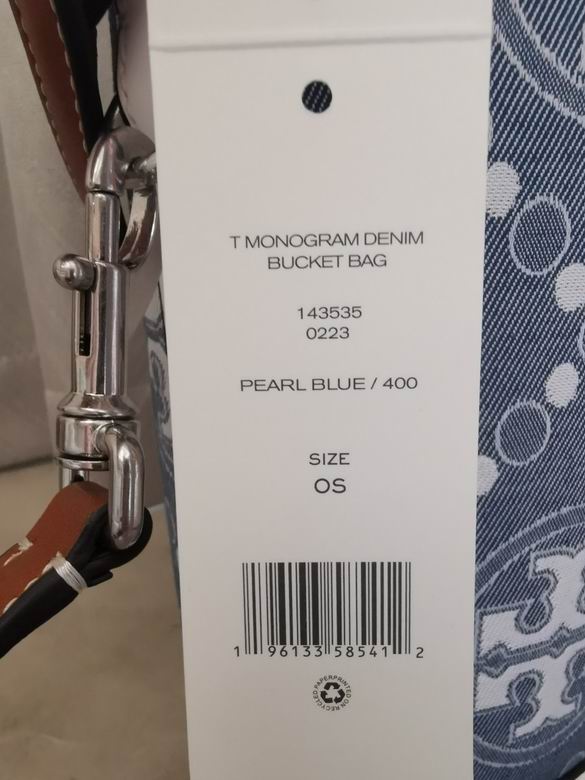 T MONOGRAM DENIM
BUCKET BAG
143535
0223
PEARL BLUE / 400
SIZE
OS
1 96133 58541 2
PRINTED ON RECYCLED PAPER